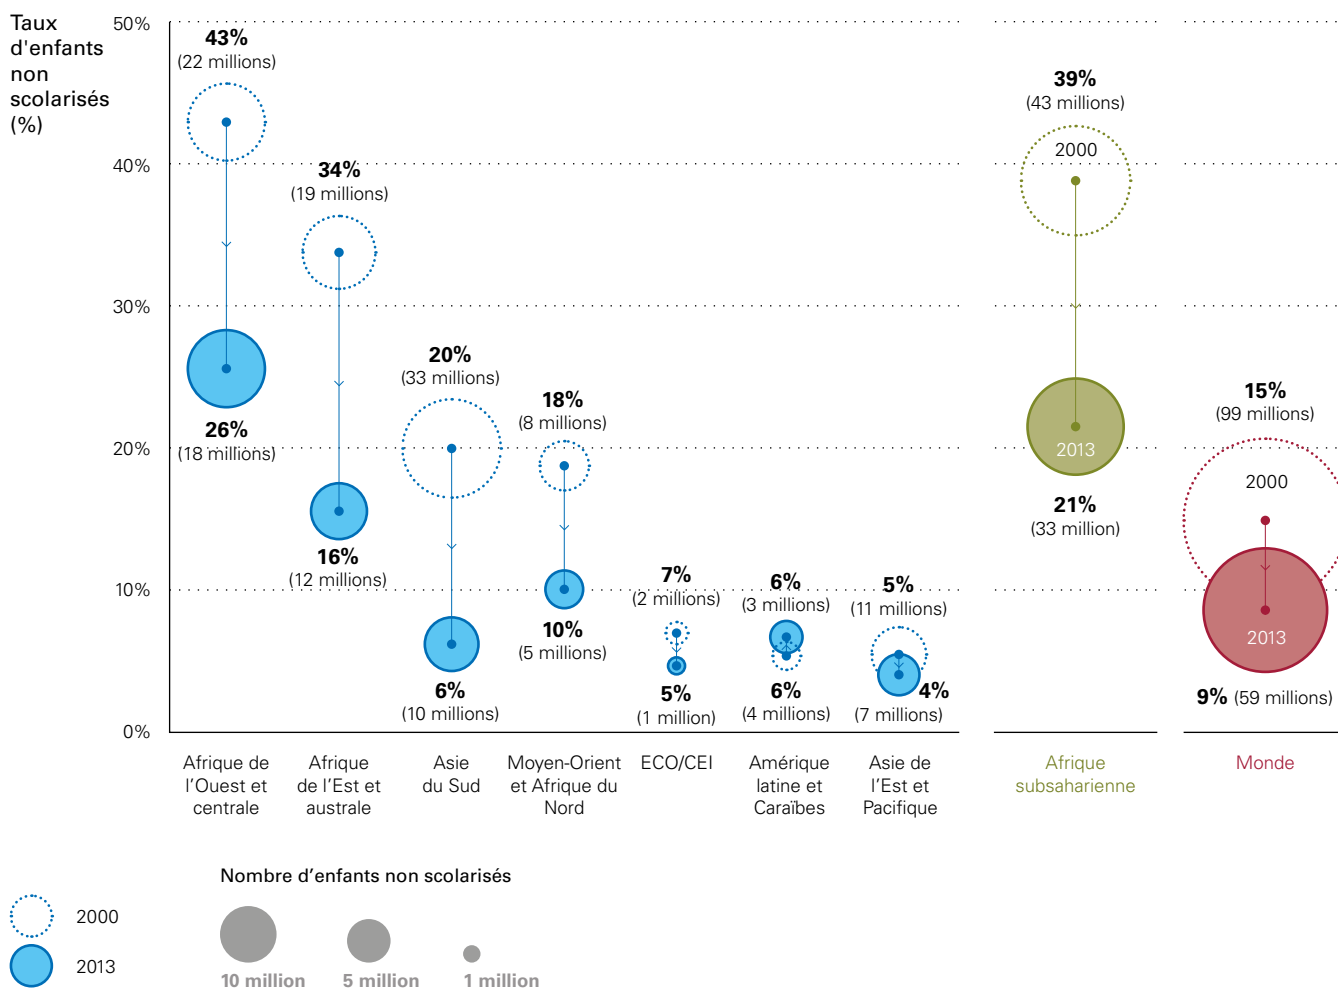 Taux
d'enfants
non
scolarisés
(%)
50%
40%
30%
20%
10%
0%
43%
(22 millions)
26%
(18 millions)
34%
(19 millions)
16%
(12 millions)
20%
(33 millions)
6%
(10 millions)
18%
(8 millions)
10%
(5 millions)
7%
(2 millions)
5%
(1 million)
6%
(3 millions)
6%
(4 millions)
5%
(11 millions)
4%
(7 millions)
39%
(43 millions)
2000
2013
21%
(33 million)
15%
(99 millions)
2000
2013
9% (59 millions)
Afrique de
l'Ouest et
centrale
Afrique
de l'Est et
australe
Asie
du Sud
Moyen-Orient
et Afrique du
Nord
ECO/CEI
Amérique
latine et
Caraïbes
Asie de
l'Est et
Pacifique
Afrique
subsaharienne
Monde
2000
2013
Nombre d'enfants non scolarisés
10 million
5 million
1 million